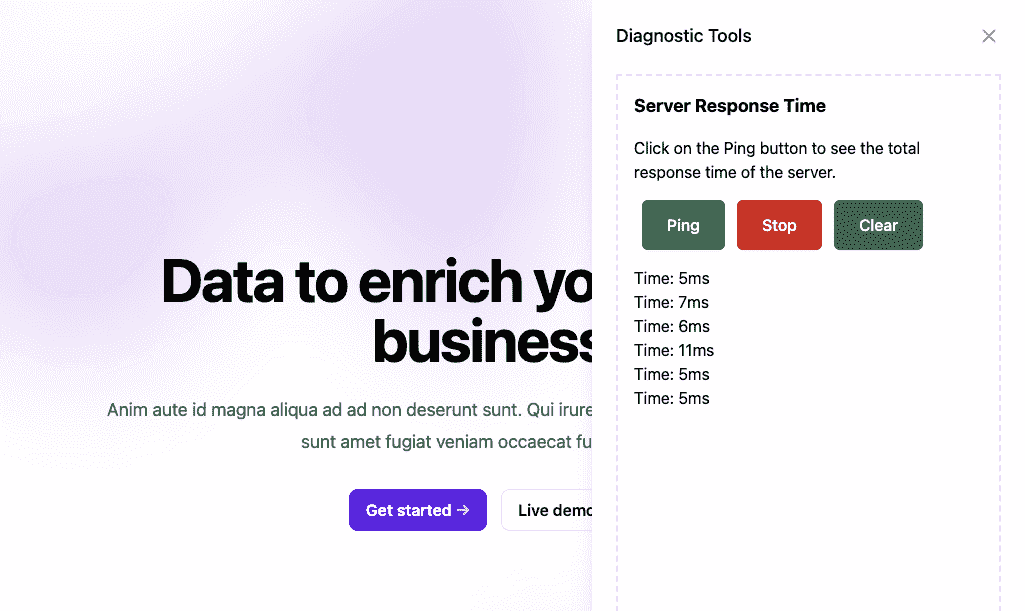 Diagnostic Tools
Server Response Time
Click on the Ping button to see the total
response time of the server.
Ping
Stop
Clear
Time: 5ms
Time: 7ms
Time: 6ms
Time: 11ms
Time: 5ms
Time: 5ms
Data to enrich yo
business
Anim aute id magna aliqua ad ad non deserunt sunt. Qui irure
sunt amet fugiat veniam occaecat fu
Get started →
Live demo